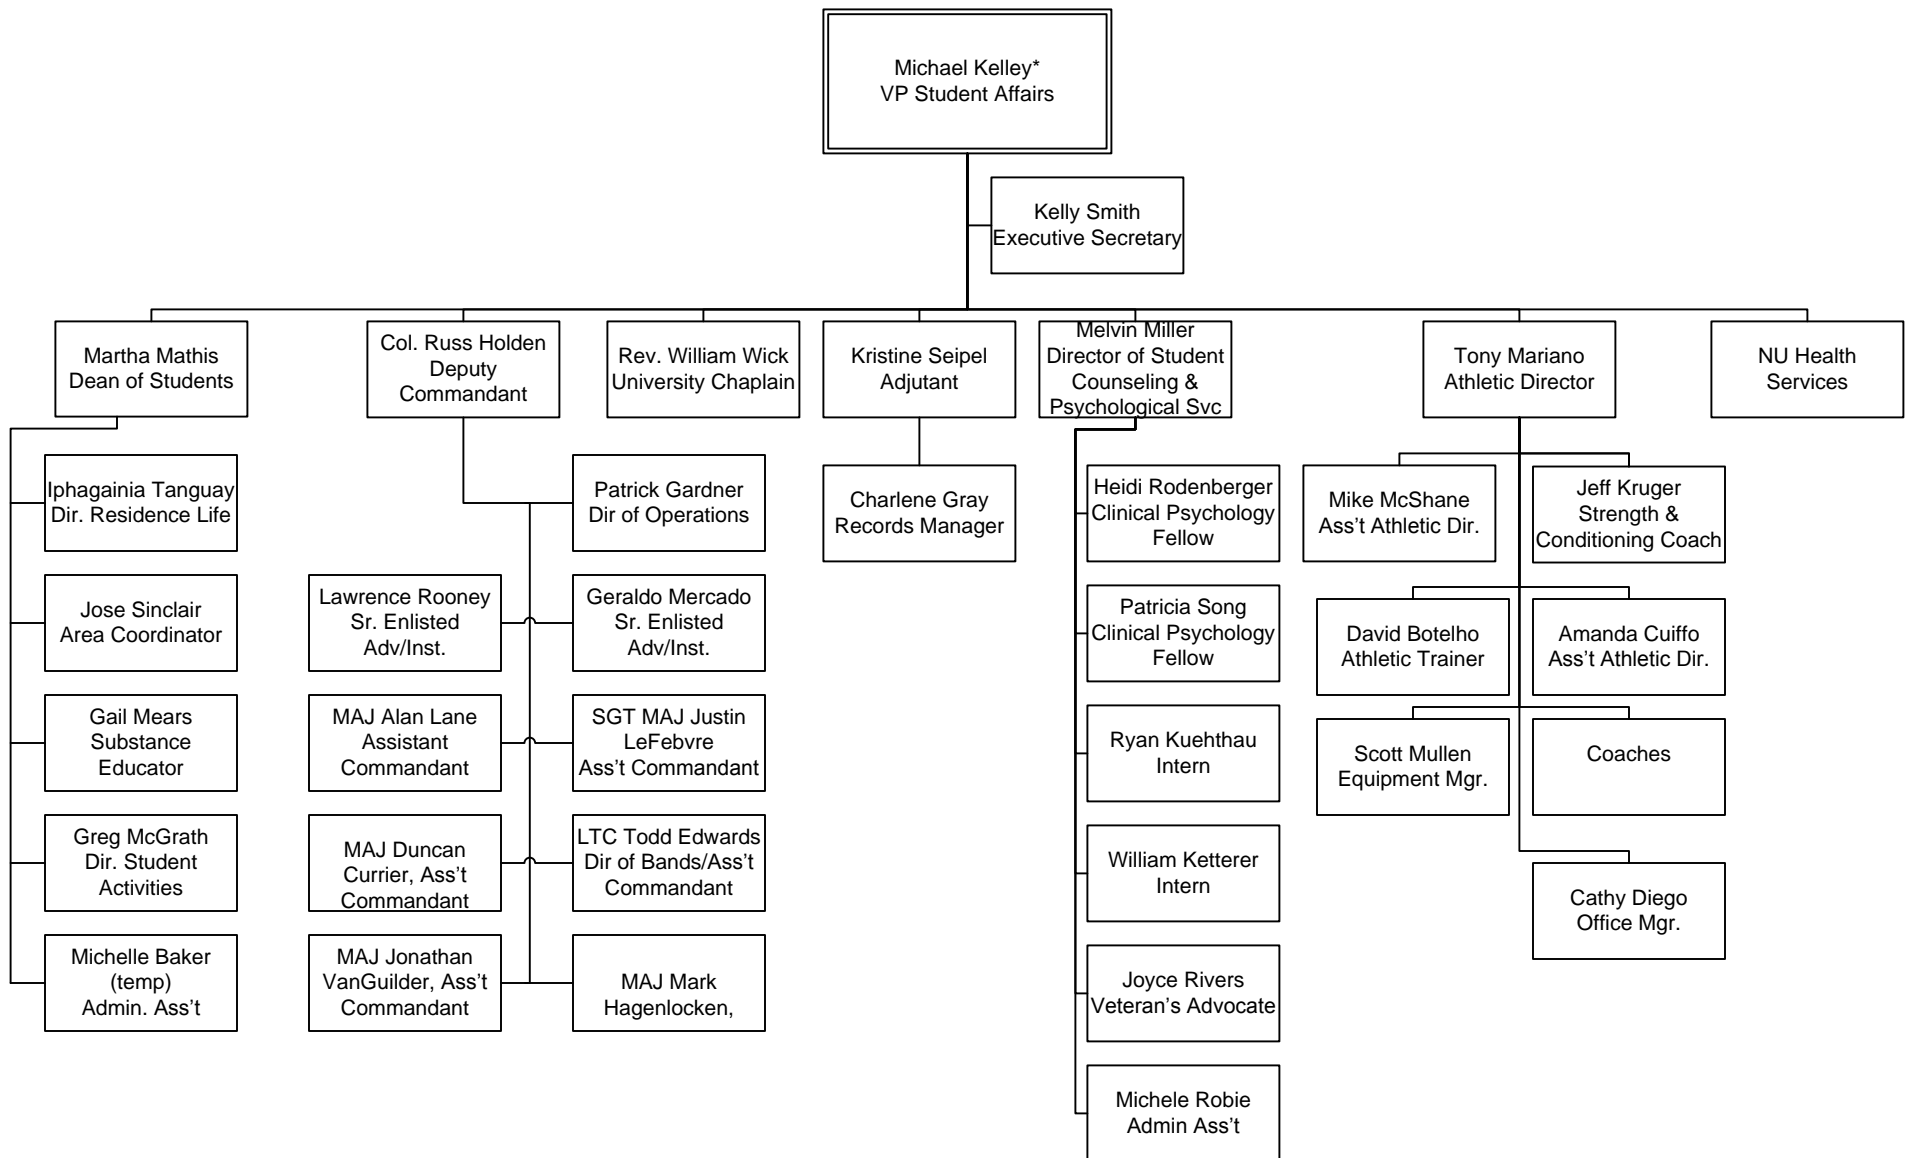 Michael Kelley*
VP Student Affairs
Kelly Smith
Executive Secretary
Martha Mathis
Dean of Students
Col. Russ Holden
Deputy
Commandant
Rev. William Wick
University Chaplain
Kristine Seipel
Adjutant
Melvin Miller
Director of Student
Counseling &
Psychological Svc
Tony Mariano
Athletic Director
NU Health
Services
Iphagainia Tanguay
Dir. Residence Life
Jose Sinclair
Area Coordinator
Gail Mears
Substance
Educator
Greg McGrath
Dir. Student
Activities
Michelle Baker
(temp)
Admin. Ass't
Patrick Gardner
Dir of Operations
Lawrence Rooney
Sr. Enlisted
Adv/Inst.
Geraldo Mercado
Sr. Enlisted
Adv/Inst.
MAJ Alan Lane
Assistant
Commandant
SGT MAJ Justin
LeFebvre
Ass't Commandant
MAJ Duncan
Currier, Ass't
Commandant
LTC Todd Edwards
Dir of Bands/Ass't
Commandant
MAJ Jonathan
VanGuilder, Ass't
Commandant
MAJ Mark
Hagenlocken,
Charlene Gray
Records Manager
Heidi Rodenberger
Clinical Psychology
Fellow
Patricia Song
Clinical Psychology
Fellow
Ryan Kuehthau
Intern
William Ketterer
Intern
Joyce Rivers
Veteran's Advocate
Michele Robie
Admin Ass't
Mike McShane
Ass't Athletic Dir.
Jeff Kruger
Strength &
Conditioning Coach
David Botelho
Athletic Trainer
Amanda Cuiffo
Ass't Athletic Dir.
Scott Mullen
Equipment Mgr.
Coaches
Cathy Diego
Office Mgr.